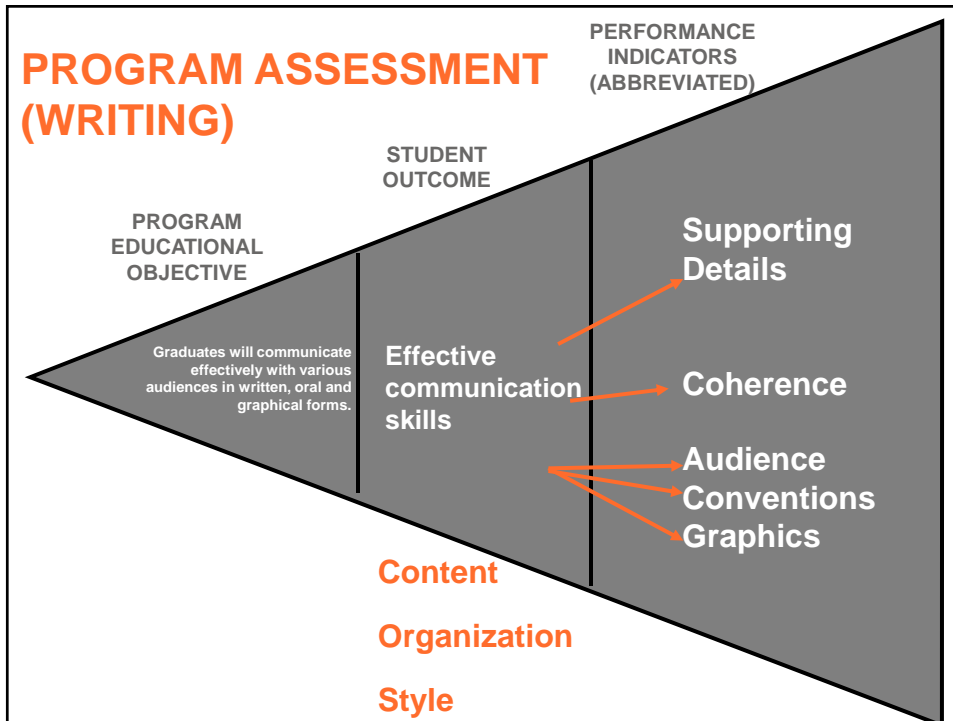 PROGRAM ASSESSMENT
(WRITING)
PERFORMANCE
INDICATORS
(ABBREVIATED)
STUDENT
OUTCOME
PROGRAM
EDUCATIONAL
OBJECTIVE
Graduates will communicate
effectively with various
audiences in written, oral and
graphical forms.
Effective
communication
skills
Supporting
Details
Coherence
Audience
Conventions
Graphics
Content
Organization
Style